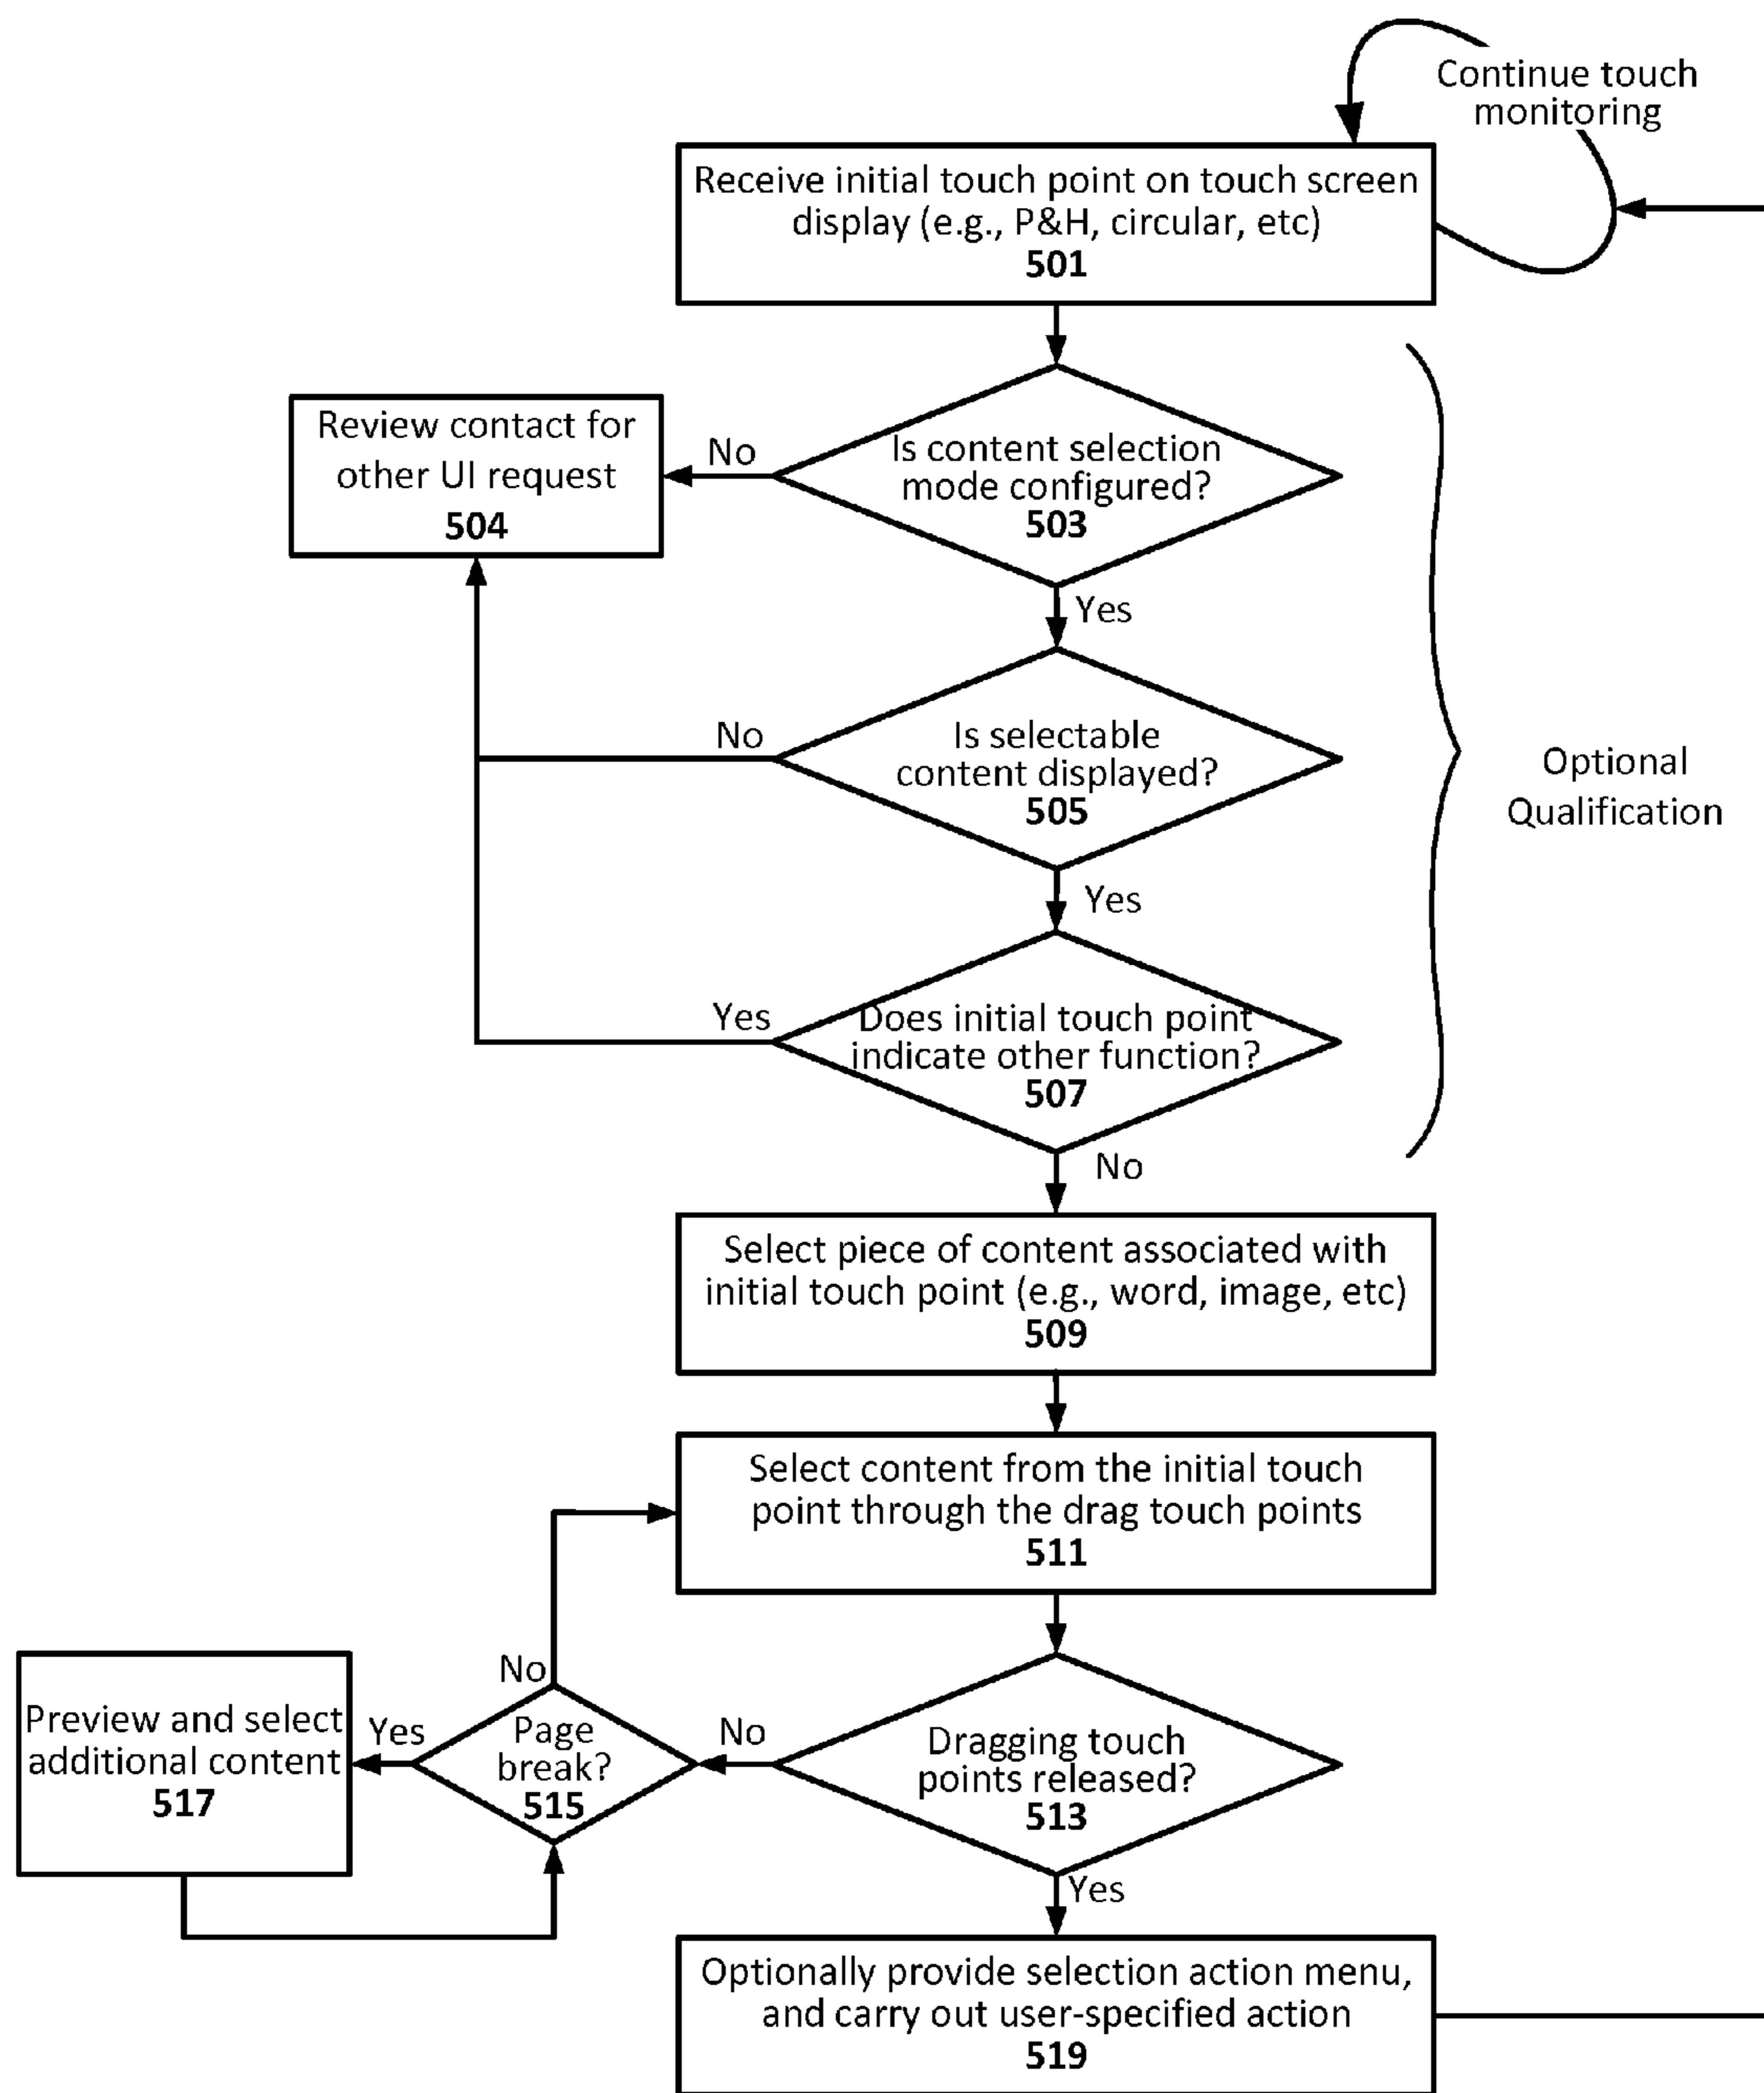 Continue touch
monitoring
Receive initial touch point on touch screen
display (e.g., P&H, circular, etc)
501
Review contact for
other UI request
504
No
Is content selection
mode configured?
503
Yes
No
Is selectable
content displayed?
505
Optional
Qualification
Yes
Yes
Does initial touch point
indicate other function?
507
No
Select piece of content associated with
initial touch point (e.g., word, image, etc)
509
Select content from the initial touch
point through the drag touch points
511
No
Preview and select
additional content
517
Yes
Page
break?
515
No
Dragging touch
points released?
513
Yes
Optionally provide selection action menu,
and carry out user-specified action
519